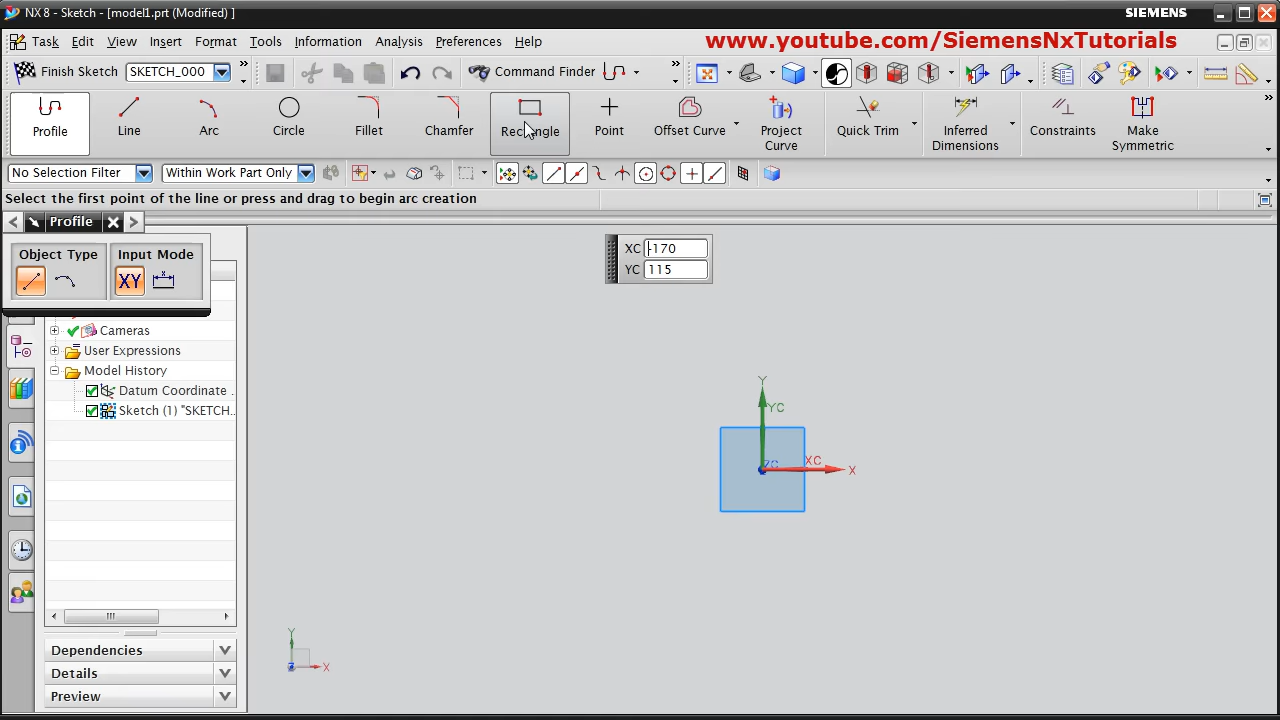 NX 8 - Sketch - [model1.prt (Modified) ]
SIEMENS
Task Edit View Insert Format Tools Information Analysis Preferences Help
www.youtube.com/SiemensNxTutorials
Finish Sketch SKETCH_000
Command Finder
Profile Line Arc Circle Fillet Chamfer Rectangle Point Offset Curve Project Curve Quick Trim Inferred Dimensions Constraints Make Symmetric
No Selection Filter Within Work Part Only
Select the first point of the line or press and drag to begin arc creation
Profile
Object Type Input Mode
XY
XC -170
YC 115
Cameras
User Expressions
Model History
Datum Coordinate .
Sketch (1) "SKETCH..
Y
YC
ZC
XC
X
Dependencies
Details
Preview
Y
X